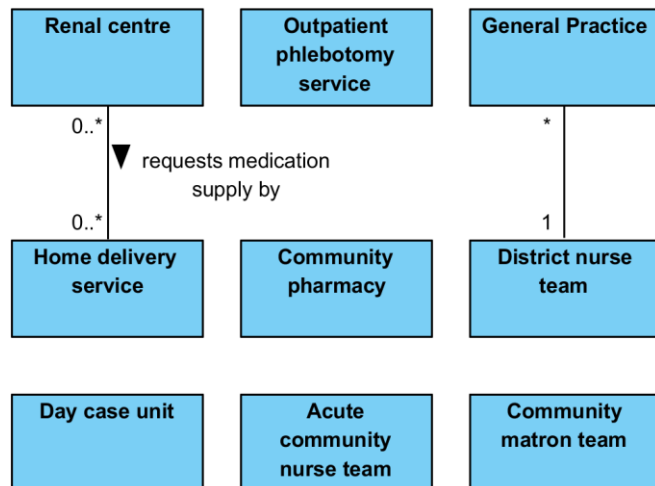 Renal centre
Outpatient
phlebotomy
service
General Practice
0..*
*
requests medication
supply by
0..*
1
Home delivery
service
Community
pharmacy
District nurse
team
Day case unit
Acute
community
nurse team
Community
matron team